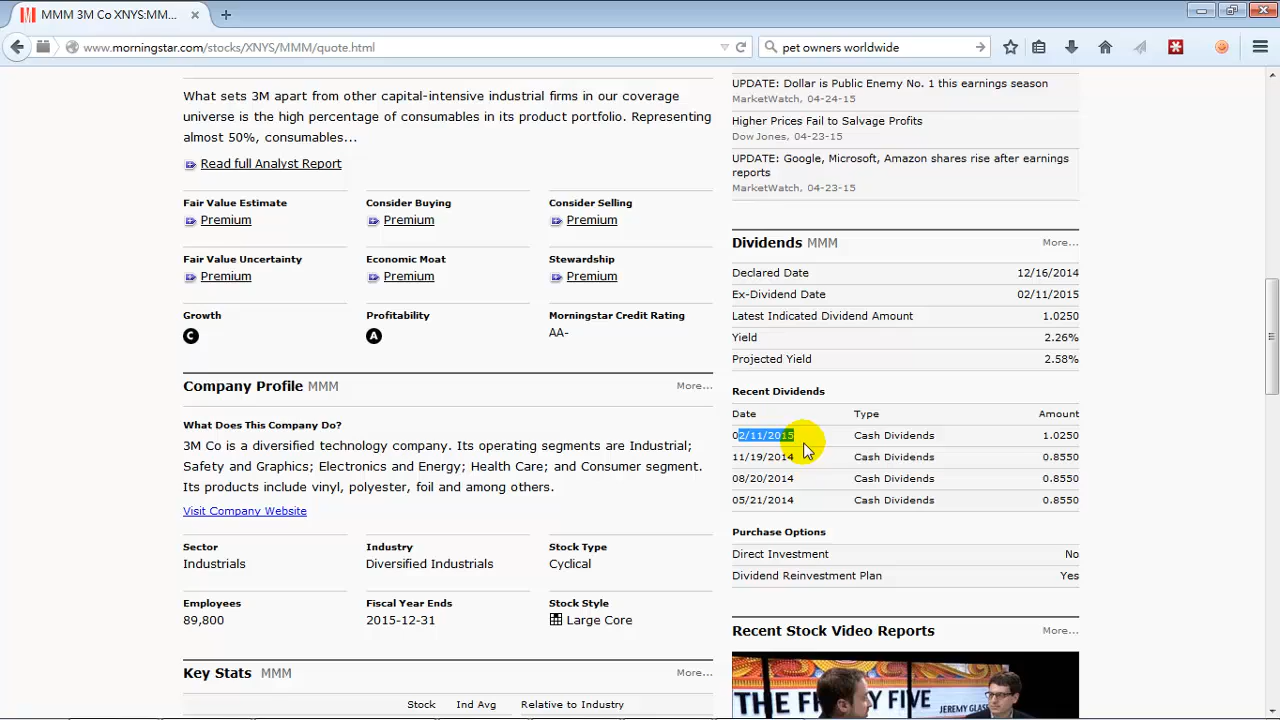 MMM 3M Co XNYS:MM...
www.morningstar.com/stocks/XNYS/MMM/quote.html
pet owners worldwide
What sets 3M apart from other capital-intensive industrial firms in our coverage
universe is the high percentage of consumables in its product portfolio. Representing
almost 50%, consumables...
Read full Analyst Report
Fair Value Estimate Consider Buying Consider Selling
Premium Premium Premium
Fair Value Uncertainty Economic Moat Stewardship
Premium Premium Premium
Growth Profitability Morningstar Credit Rating
C A AA-
Company Profile MMM More...
What Does This Company Do?
3M Co is a diversified technology company. Its operating segments are Industrial;
Safety and Graphics; Electronics and Energy; Health Care; and Consumer segment.
Its products include vinyl, polyester, foil and among others.
Visit Company Website
Sector Industry Stock Type
Industrials Diversified Industrials Cyclical
Employees Fiscal Year Ends Stock Style
89,800 2015-12-31 Large Core
Key Stats MMM More...
Stock Ind Avg Relative to Industry
UPDATE: Dollar is Public Enemy No. 1 this earnings season
MarketWatch, 04-24-15
Higher Prices Fail to Salvage Profits
Dow Jones, 04-23-15
UPDATE: Google, Microsoft, Amazon shares rise after earnings
reports
MarketWatch, 04-23-15
Dividends MMM More...
Declared Date 12/16/2014
Ex-Dividend Date 02/11/2015
Latest Indicated Dividend Amount 1.0250
Yield 2.26%
Projected Yield 2.58%
Recent Dividends
Date Type Amount
02/11/2015 Cash Dividends 1.0250
11/19/2014 Cash Dividends 0.8550
08/20/2014 Cash Dividends 0.8550
05/21/2014 Cash Dividends 0.8550
Purchase Options
Direct Investment No
Dividend Reinvestment Plan Yes
Recent Stock Video Reports More...
JEREMY GLAS